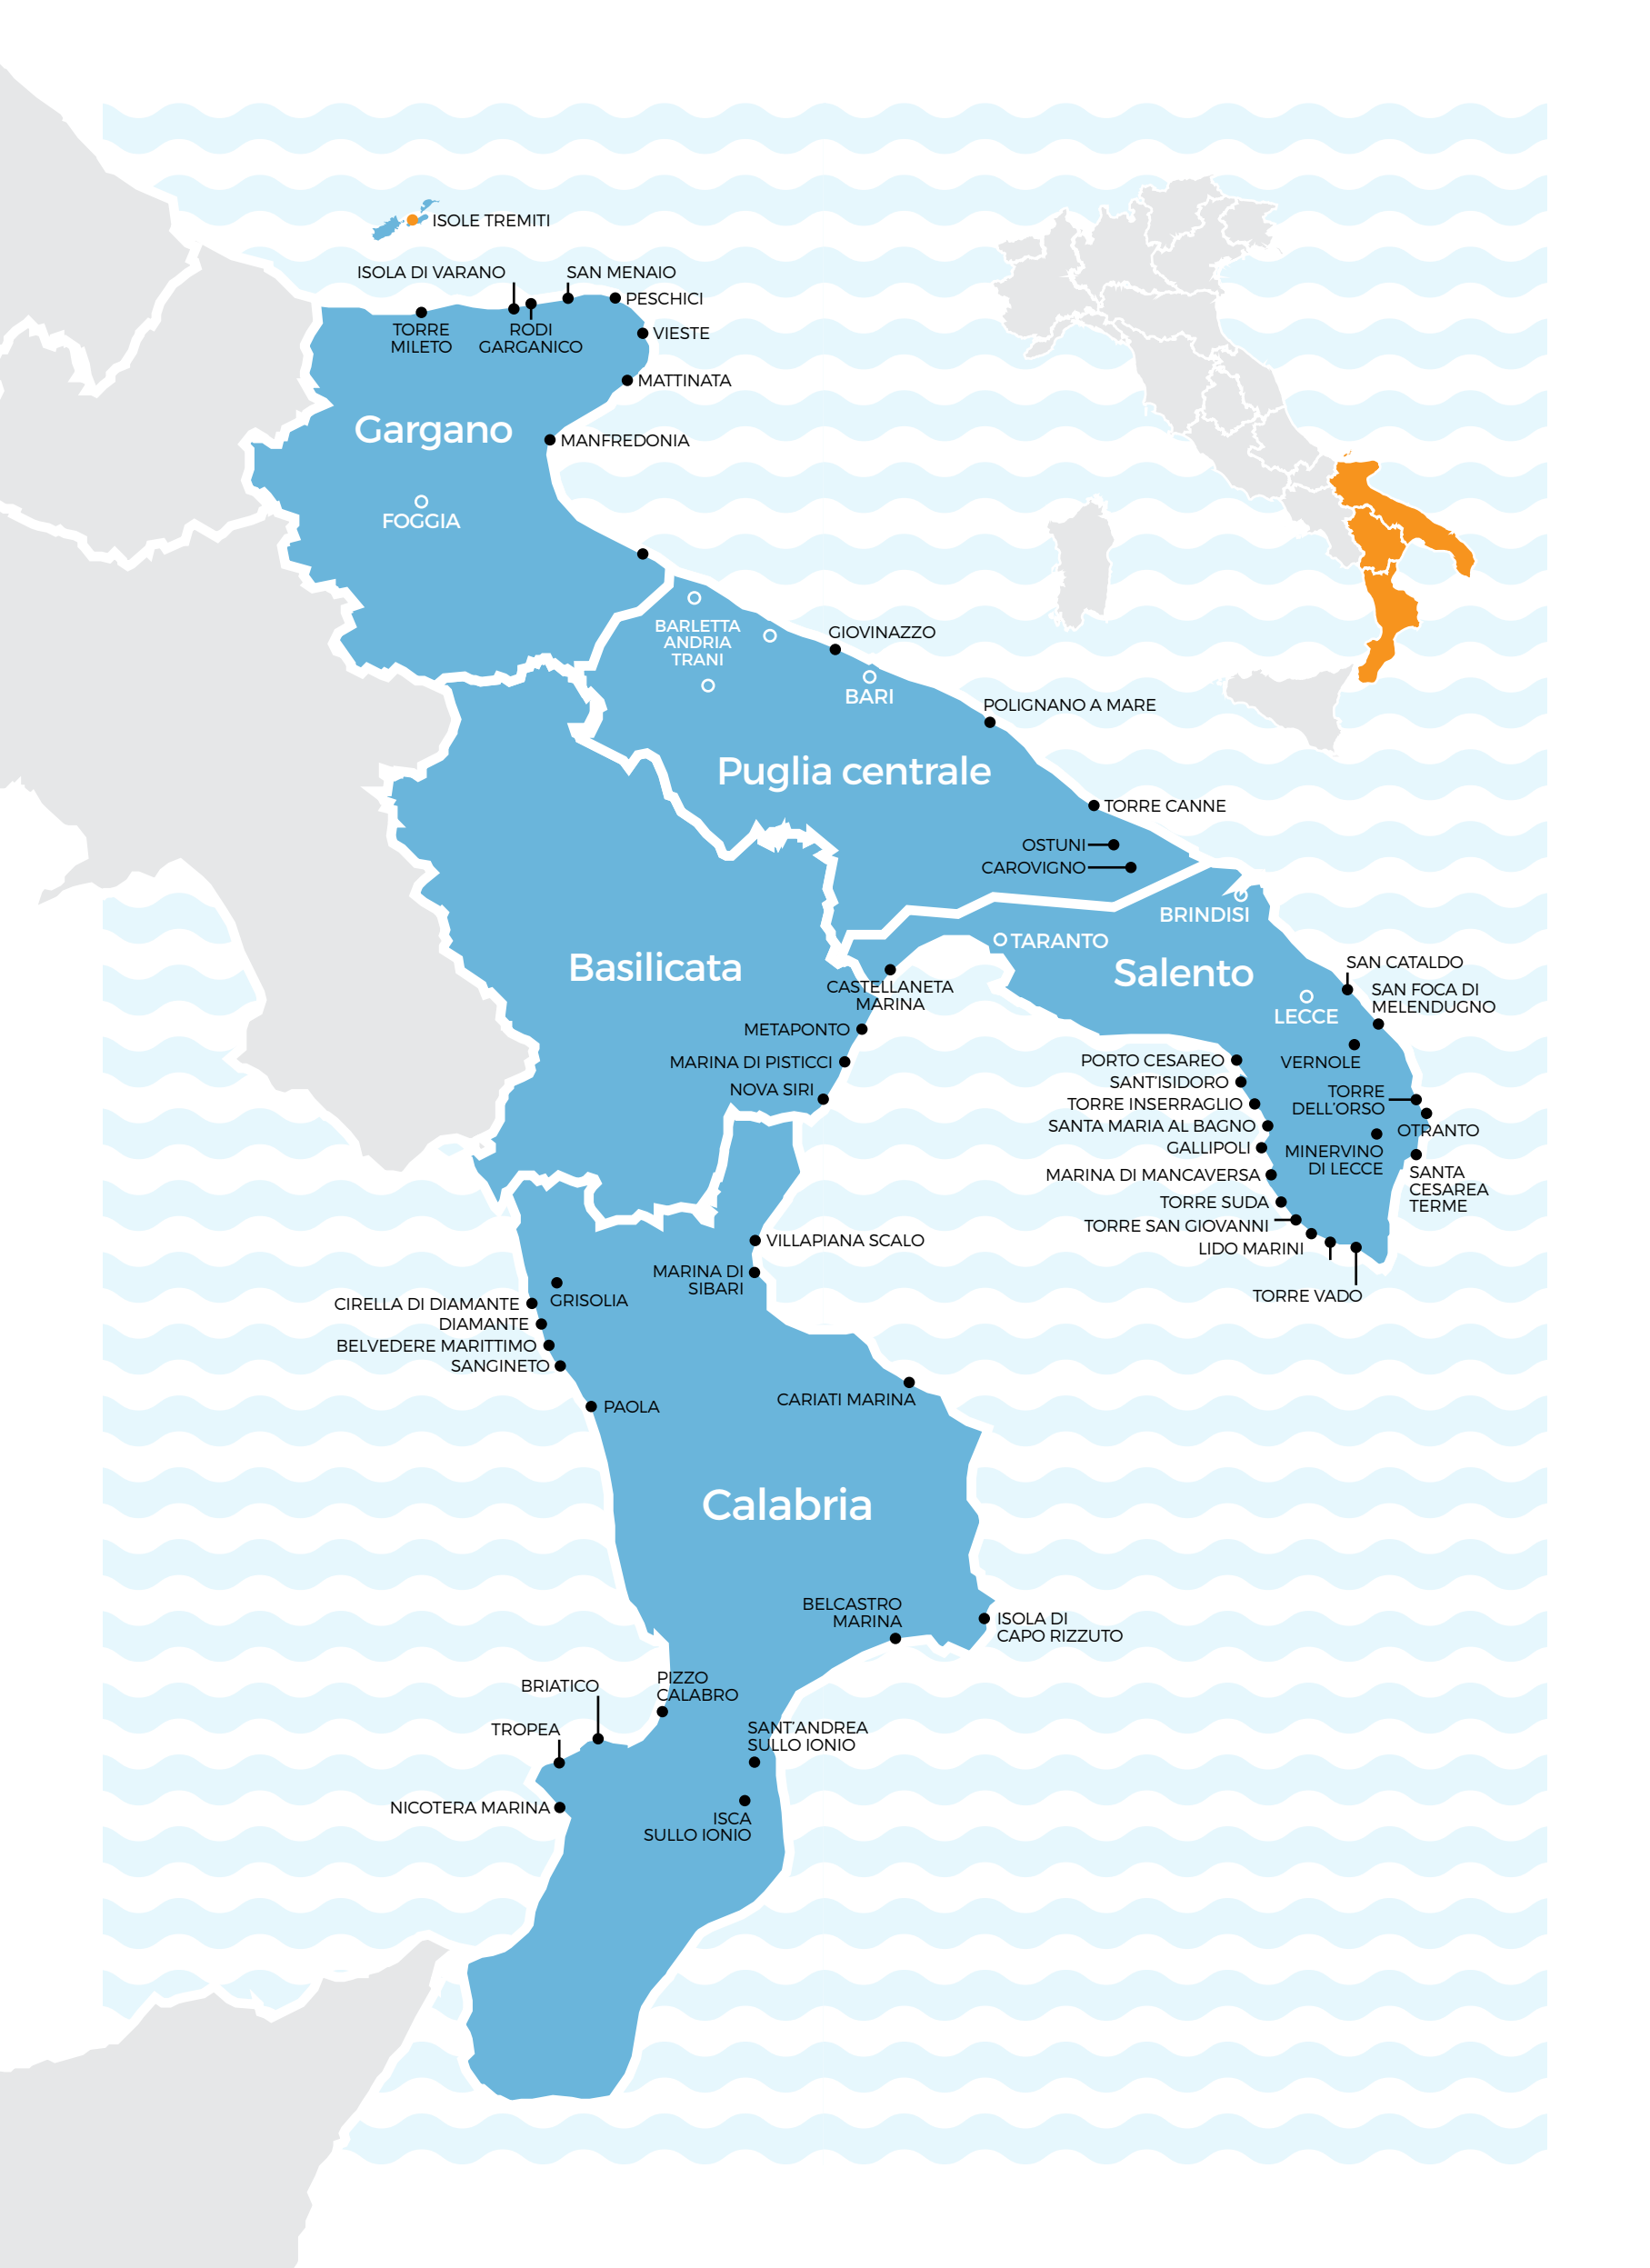 ISOLE TREMITI
ISOLA DI VARANO
SAN MENAIO
PESCHICI
TORRE
MILETO
RODI
GARGANICO
VIESTE
MATTINATA
Gargano
MANFREDONIA
FOGGIA
BARLETTA
ANDRIA
TRANI
GIOVINAZZO
BARI
POLIGNANO A MARE
Puglia centrale
TORRE CANNE
OSTUNI
CAROVIGNO
BRINDISI
TARANTO
Basilicata
Salento
SAN CATALDO
CASTELLANETA
MARINA
SAN FOCA DI
MELENDUGNO
LECCE
METAPONTO
MARINA DI PISTICCI
NOVA SIRI
PORTO CESAREO
VERNOLE
SANT'ISIDORO
TORRE
DELL'ORSO
TORRE INSERRAGLIO
SANTA MARIA AL BAGNO
OTRANTO
GALLIPOLI
MINERVINO
DI LECCE
MARINA DI MANCAVERSA
SANTA
CESAREA
TERME
TORRE SUDA
TORRE SAN GIOVANNI
LIDO MARINI
TORRE VADO
VILLAPIANA SCALO
MARINA DI
SIBARI
GRISOLIA
CIRELLA DI DIAMANTE
DIAMANTE
BELVEDERE MARITTIMO
SANGINETO
PAOLA
CARIATI MARINA
Calabria
BELCASTRO
MARINA
ISOLA DI
CAPO RIZZUTO
PIZZO
CALABRO
BRIATICO
TROPEA
SANT'ANDREA
SULLO IONIO
NICOTERA MARINA
ISCA
SULLO IONIO